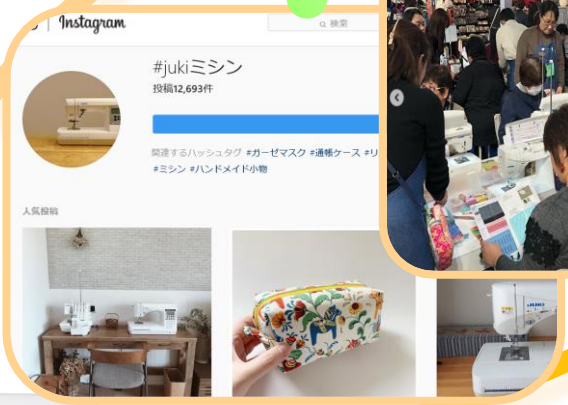 Instagram
検索
#jukiミシン
投稿12,693件
関連するハッシュタグ #ガーゼマスク #通帳ケース #リ
#ミシン #ハンドメイド小物
人気投稿
JUKI